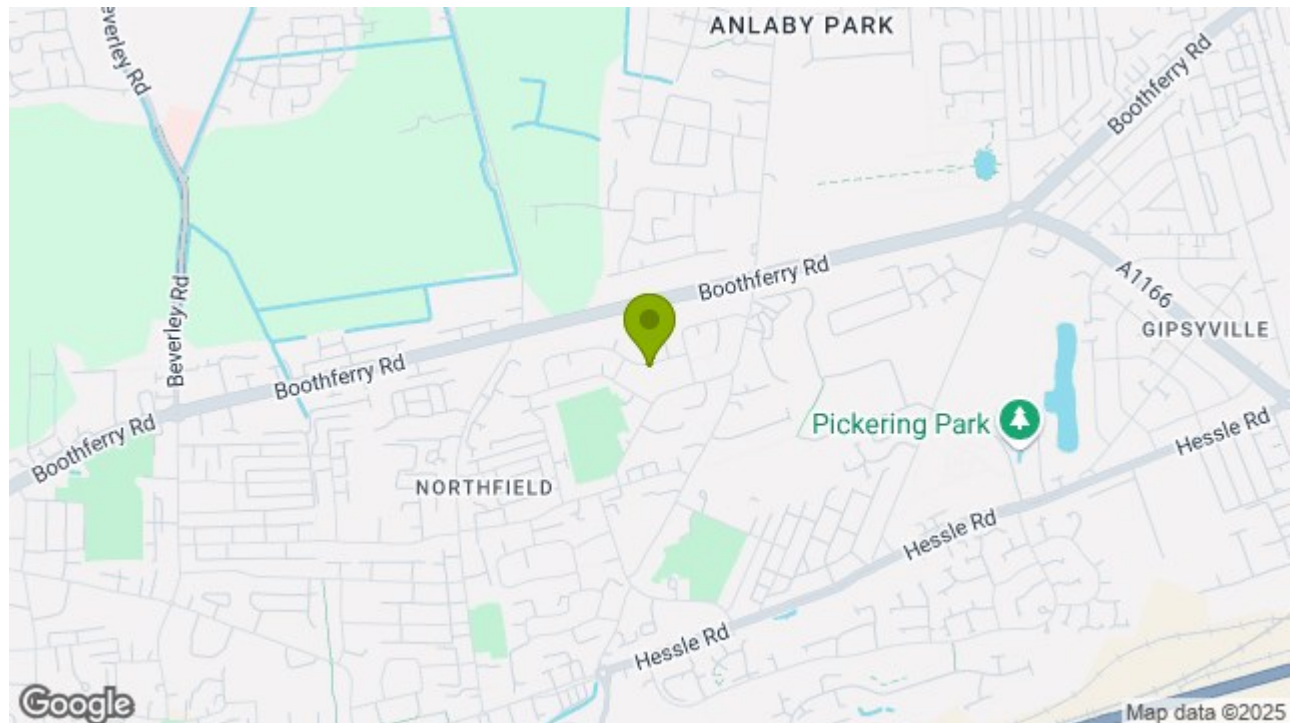 ANLABY PARK
Beverley Rd
Boothferry Rd
Boothferry Rd
A1166
GIPSYVILLE
Beverley Rd
Boothferry Rd
Boothferry Rd
Pickering Park
Hessle Rd
NORTHFIELD
Hessle Rd
Hessle Rd
Google
Map data ©2025